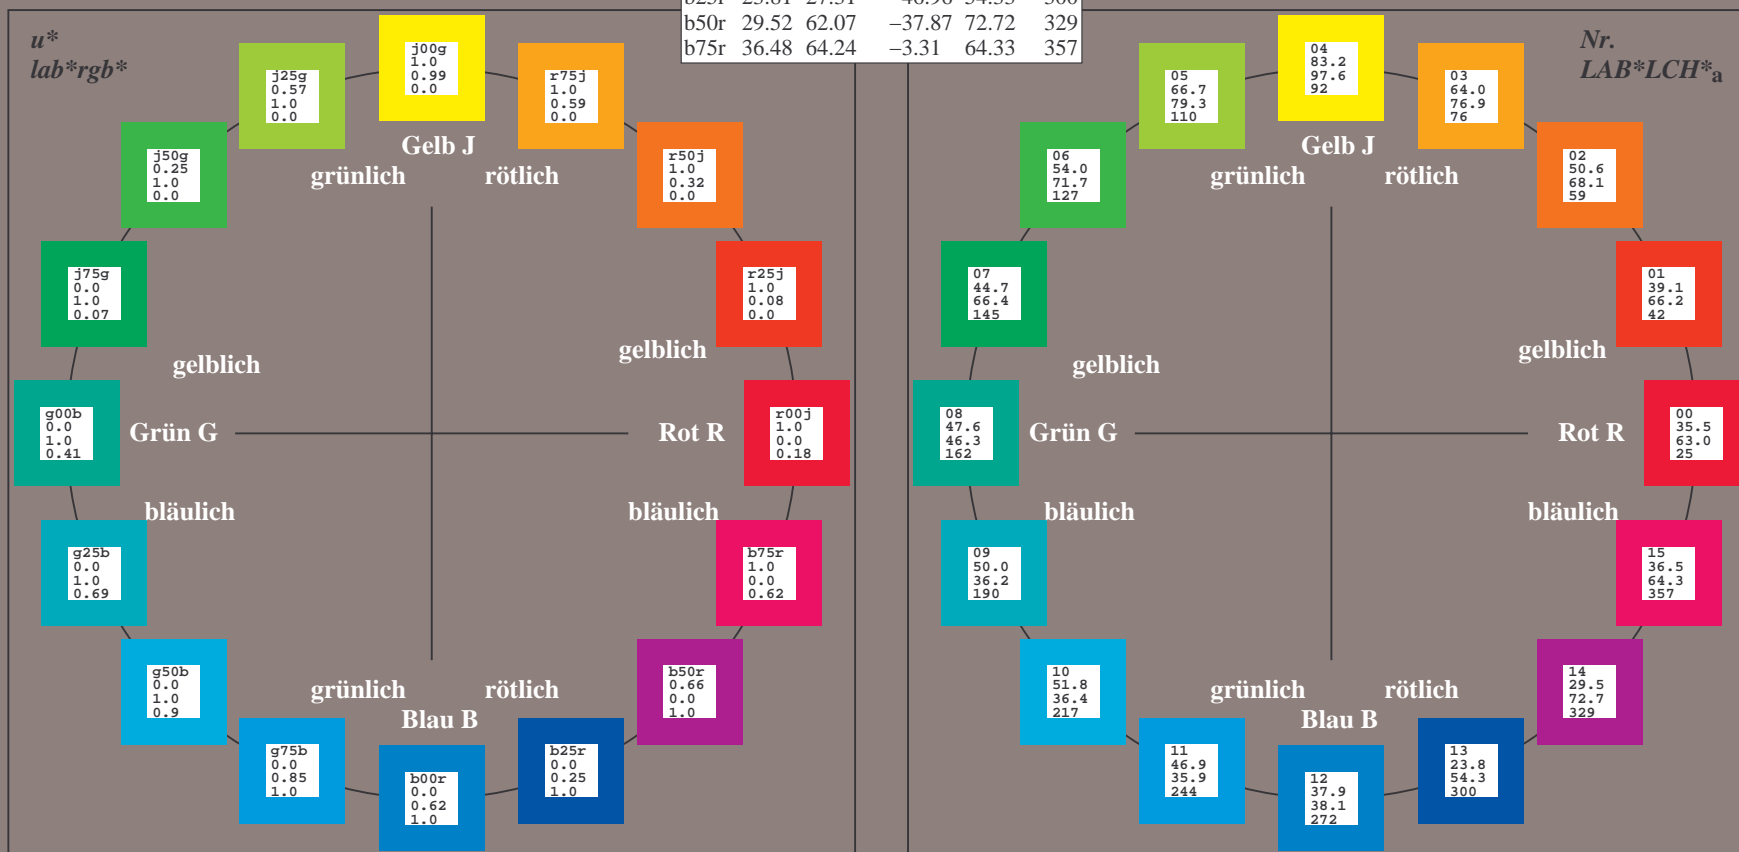 b25r 23.81 27.31 −46.96 54.33 300
b50r 29.52 62.07 −37.87 72.72 329
b75r 36.48 64.24 −3.31 64.33 357
u*
lab*rgb*
j00g
1.0
0.99
0.0
j25g
0.57
1.0
0.0
r75j
1.0
0.59
0.0
j50g
0.25
1.0
0.0
r50j
1.0
0.32
0.0
Gelb J
grünlich rötlich
j75g
0.0
1.0
0.07
r25j
1.0
0.08
0.0
gelblich
gelblich
g00b
0.0
1.0
0.41
Grün G
Rot R
r00j
1.0
0.0
0.18
bläulich
bläulich
g25b
0.0
1.0
0.69
b75r
1.0
0.0
0.62
g50b
0.0
1.0
0.9
b50r
0.66
0.0
1.0
grünlich rötlich
Blau B
g75b
0.0
0.85
1.0
b00r
0.0
0.62
1.0
b25r
0.0
0.25
1.0
Nr.
LAB*LCH*a
04
83.2
97.6
92
05
66.7
79.3
110
03
64.0
76.9
76
06
54.0
71.7
127
02
50.6
68.1
59
Gelb J
grünlich rötlich
07
44.7
66.4
145
01
39.1
66.2
42
gelblich
gelblich
08
47.6
46.3
162
Grün G
Rot R
00
35.5
63.0
25
bläulich
bläulich
09
50.0
36.2
190
15
36.5
64.3
357
10
51.8
36.4
217
14
29.5
72.7
329
grünlich rötlich
Blau B
11
46.9
35.9
244
12
37.9
38.1
272
13
23.8
54.3
300